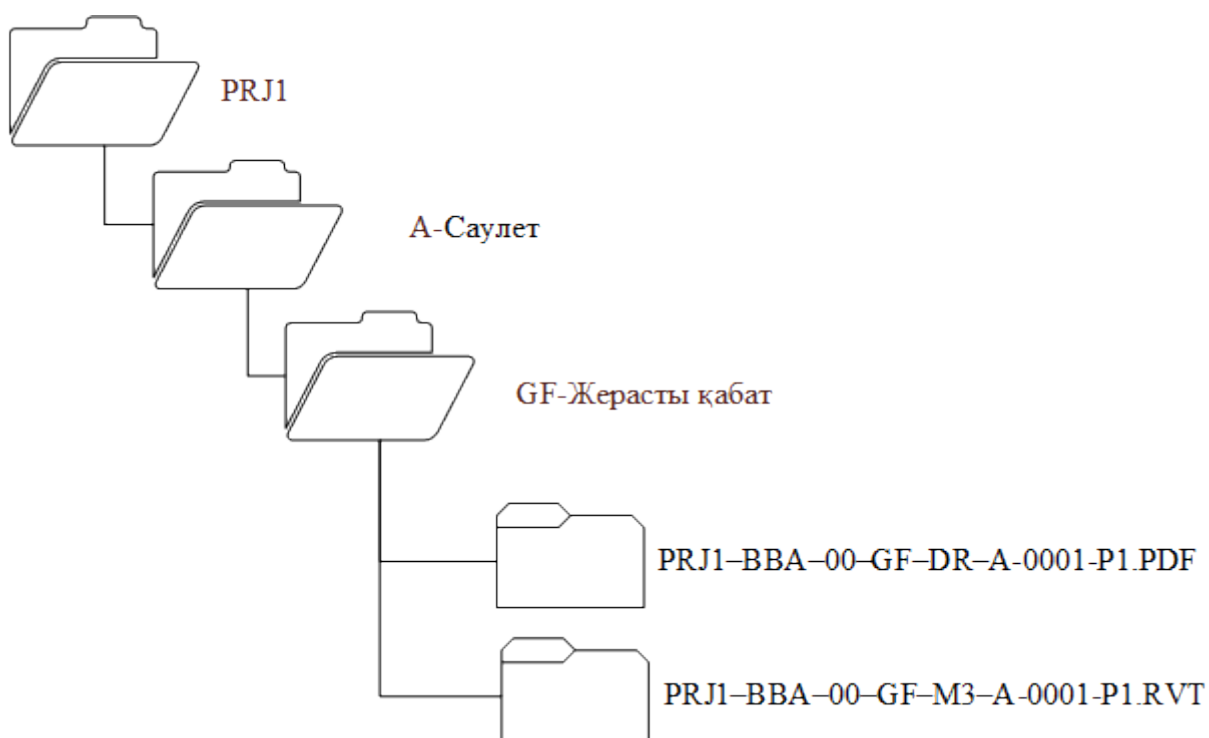 PRJ1
А-Саулет
GF-Жерасты қабат
PRJ1–BBA–00–GF–DR–A-0001-P1.PDF
PRJ1–BBA–00–GF–M3–A-0001-P1.RVT